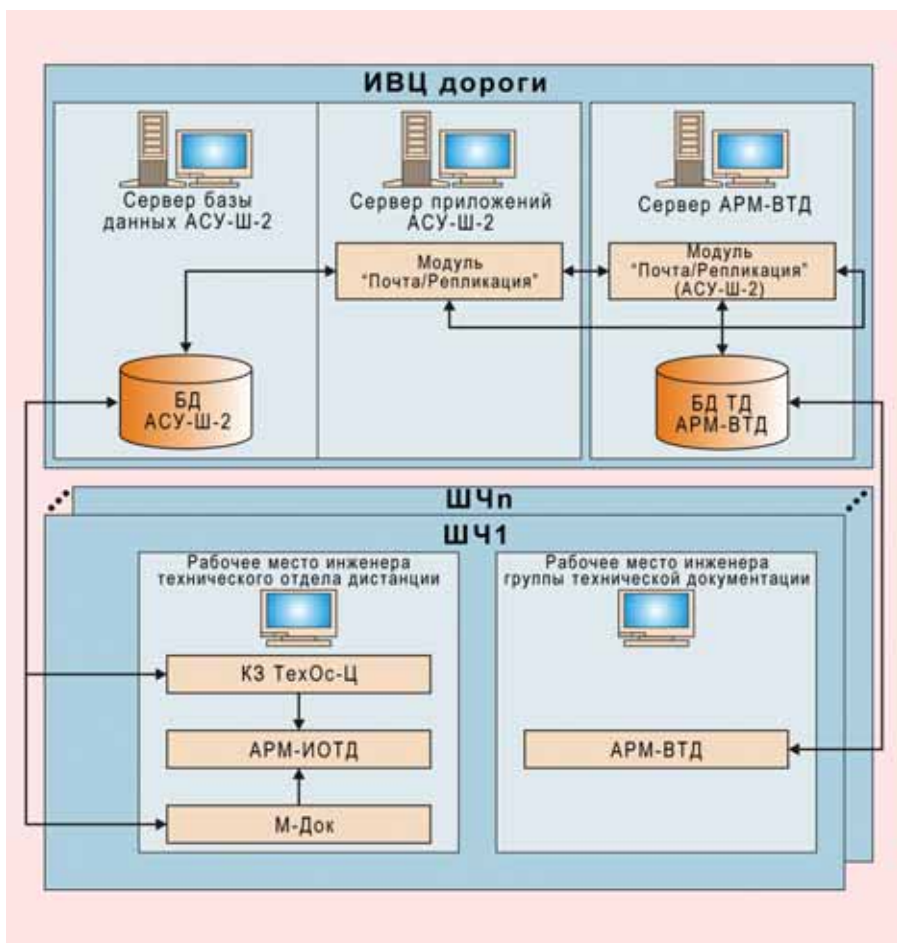 ИВЦ дороги
Сервер базы
данных АСУ-Ш-2
Сервер приложений
АСУ-Ш-2
Сервер АРМ-ВТД
Модуль
“Почта/Репликация”
Модуль
“Почта/Репликация”
(АСУ-Ш-2)
БД
АСУ-Ш-2
БД ТД
АРМ-ВТД
ШЧn
ШЧ1
Рабочее место инженера
технического отдела дистанции
Рабочее место инженера
группы технической документации
КЗ ТехОс-Ц
АРМ-ИОТД
АРМ-ВТД
М-Док